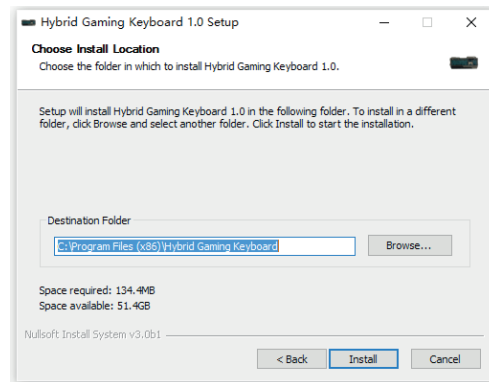 Hybrid Gaming Keyboard 1.0 Setup
Choose Install Location
Choose the folder in which to install Hybrid Gaming Keyboard 1.0.
Setup will install Hybrid Gaming Keyboard 1.0 in the following folder. To install in a different
folder, click Browse and select another folder. Click Install to start the installation.
Destination Folder
C:\Program Files (x86)\Hybrid Gaming Keyboard
Browse...
Space required: 134.4MB
Space available: 51.4GB
Nullsoft Install System v3.0b1
< Back Install Cancel